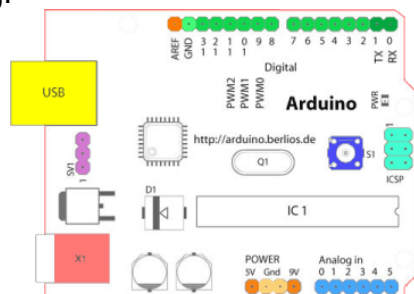 g.
AREF
GND
13 12 11 10 9 8
7 6 5 4 3 2 1 0
TX
RX
Digital
USB
PWM2
PWM1
PWM0
Arduino
PWR
http://arduino.berlios.de
SV1
1
Q1
S1
1
ICSP
D1
IC 1
X1
POWER
5V Gnd 9V
Analog in
0 1 2 3 4 5